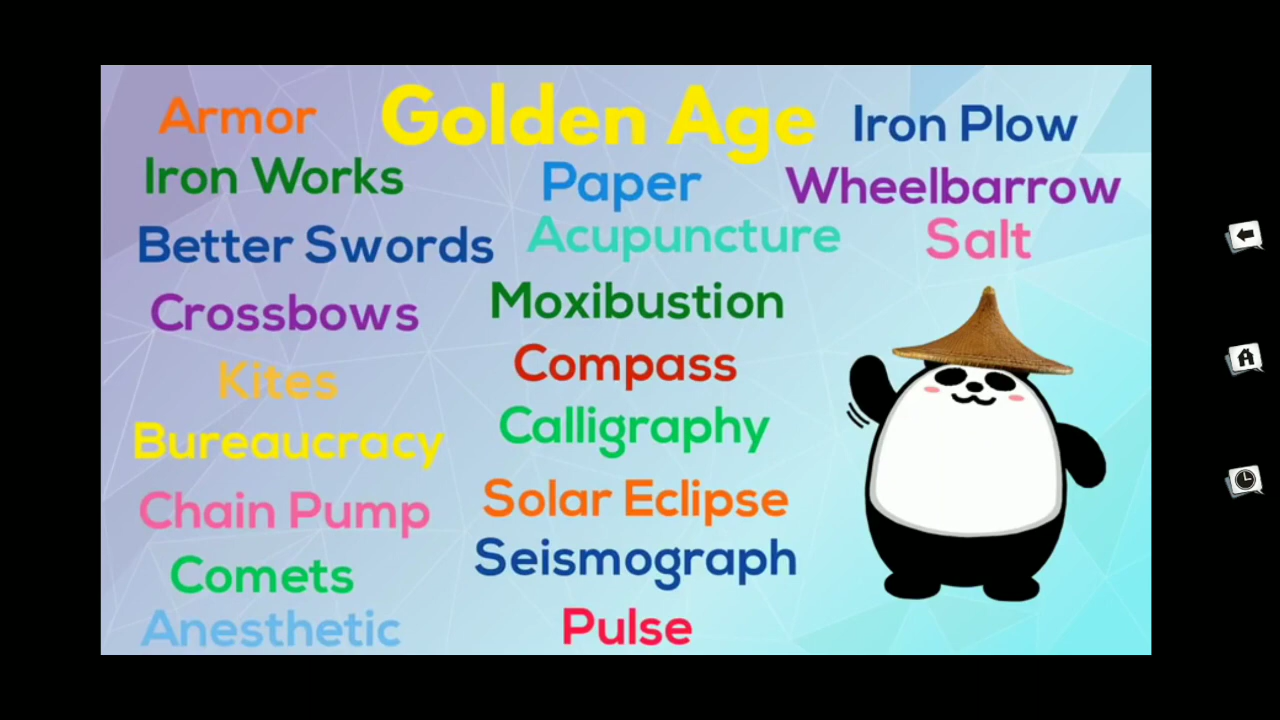 Golden Age
Armor
Iron Works
Better Swords
Crossbows
Kites
Bureaucracy
Chain Pump
Comets
Anesthetic
Paper
Acupuncture
Moxibustion
Compass
Calligraphy
Solar Eclipse
Seismograph
Pulse
Iron Plow
Wheelbarrow
Salt